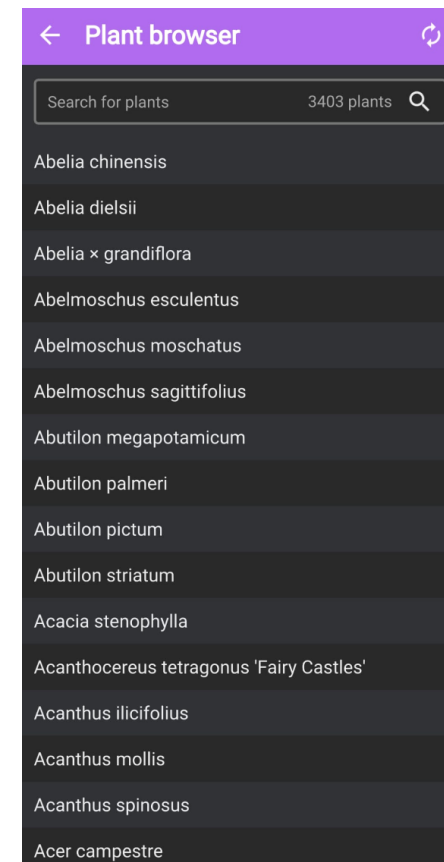 Plant browser
Search for plants 3403 plants
Abelia chinensis
Abelia dielsii
Abelia × grandiflora
Abelmoschus esculentus
Abelmoschus moschatus
Abelmoschus sagittifolius
Abutilon megapotamicum
Abutilon palmeri
Abutilon pictum
Abutilon striatum
Acacia stenophylla
Acanthocereus tetragonus 'Fairy Castles'
Acanthus ilicifolius
Acanthus mollis
Acanthus spinosus
Acer campestre